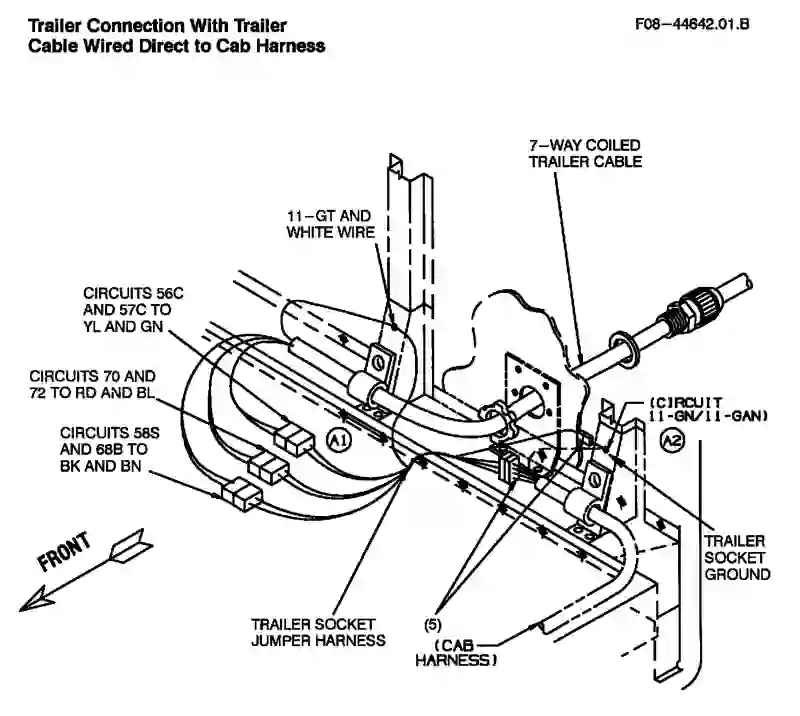 Trailer Connection With Trailer
Cable Wired Direct to Cab Harness
F08-44642.01.B
7-WAY COILED
TRAILER CABLE
11-GT AND
WHITE WIRE
CIRCUITS 56C
AND 57C TO
YL AND GN
CIRCUITS 70 AND
72 TO RD AND BL
CIRCUITS 58S
AND 68B TO
BK AND BN
A1
(CIRCUIT
11-GN/11-GAN)
A2
FRONT
TRAILER
SOCKET
GROUND
TRAILER SOCKET
JUMPER HARNESS
(5)
(CAB
HARNESS)